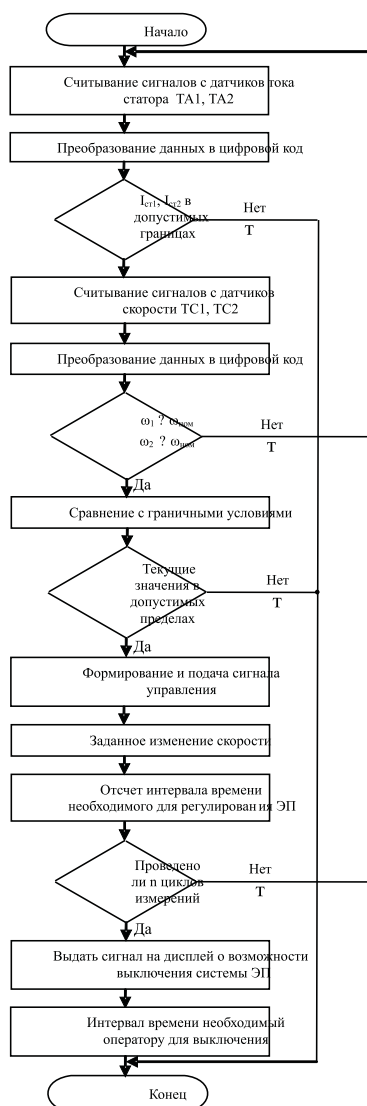 Начало
Считывание сигналов с датчиков тока
статора ТА1, ТА2
Преобразование данных в цифровой код
Iст1, Iст2 в
допустимых
границах
Нет
Т
Считывание сигналов с датчиков
скорости ТС1, ТС2
Преобразование данных в цифровой код
ω1 ? ωном
ω2 ? ωном
Нет
Т
Да
Сравнение с граничными условиями
Текущие
значения в
допустимых
пределах
Нет
Т
Да
Формирование и подача сигнала
управления
Заданное изменение скорости
Отсчет интервала времени
необходимого для регулирован ия ЭП
Проведено
ли n циклов
измерений
Нет
Т
Да
Выдать сигнал на дисплей о возможности
выключения системы ЭП
Интервал времени необходимый
оператору для выключения
Конец